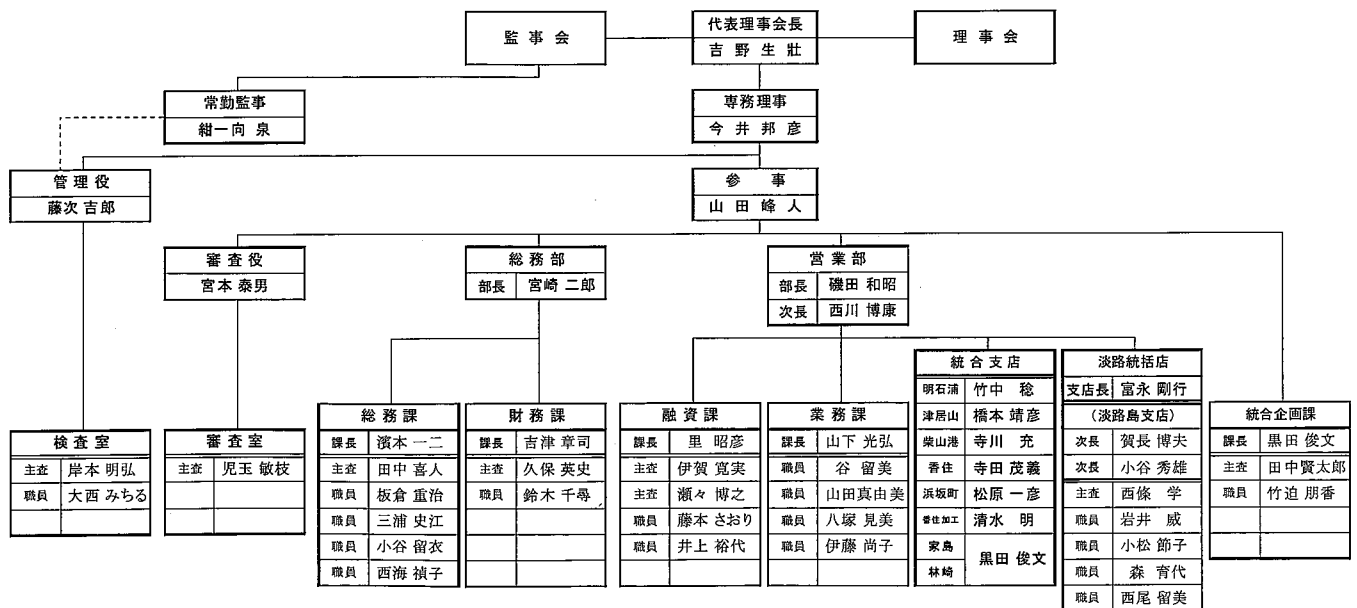 監事会
代表理事会長
吉野生壯
理事会
常勤監事
紺一向 泉
専務理事
今井邦彦
管理役
藤次吉郎
参 事
山田峰人
審査役
宮本泰男
総務部
部長 宮崎 二郎
営業部
部長 磯田 和昭
次長 西川 博康
検査室
主査 岸本 明弘
職員 大西 みちる
審査室
主査 児玉 敏枝
総務課
課長 濱本 一二
主査 田中 喜人
職員 板倉 重治
職員 三浦 史江
職員 小谷 留衣
職員 西海 禎子
財務課
課長 吉津 章司
主査 久保 英史
職員 鈴木 千尋
融資課
課長 里 昭彦
主査 伊賀 寛実
主査 瀬々 博之
職員 藤本 さおり
職員 井上 裕代
業務課
課長 山下 光弘
職員 谷 留美
職員 山田真由美
職員 八塚 見美
職員 伊藤 尚子
統合支店
明石浦 竹中 稔
津居山 橋本 靖彦
柴山港 寺川 充
香住 寺田 茂義
浜坂町 松原 一彦
香住加工 清水 明
家島
林崎
黒田 俊文
淡路統括店
支店長 富永 剛行
(淡路島支店)
次長 賀長 博夫
次長 小谷 秀雄
主査 西條 学
職員 岩井 威
職員 小松 節子
職員 森 育代
職員 西尾 留美
統合企画課
課長 黒田 俊文
主査 田中賢太郎
職員 竹迫 朋香